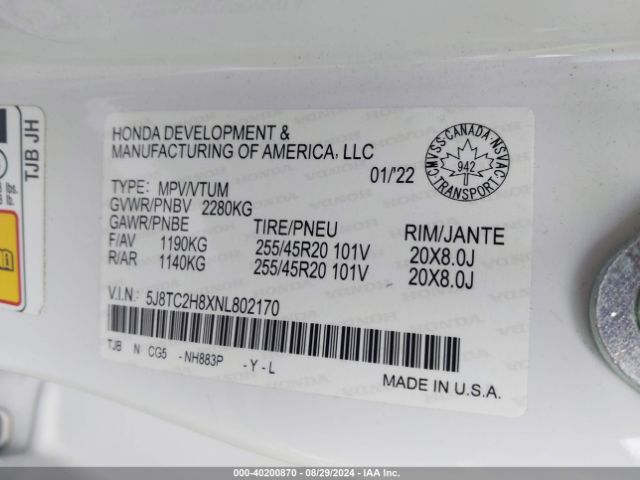 TJB JH
lbs.
lbs.
HONDA DEVELOPMENT &
MANUFACTURING OF AMERICA, LLC
01/'22
CMVSS-CANADA-NSVAC
942
TRANSPORT
TYPE: MPV/VTUM
GVWR/PNBV 2280KG
GAWR/PNBE TIRE/PNEU RIM/JANTE
F/AV 1190KG 255/45R20 101V 20X8.0J
R/AR 1140KG 255/45R20 101V 20X8.0J
V.I.N.: 5J8TC2H8XNL802170
TJB N CG5 -NH883P -Y-L
MADE IN U.S.A.
000-40200870 - 08/29/2024 - IAA Inc.